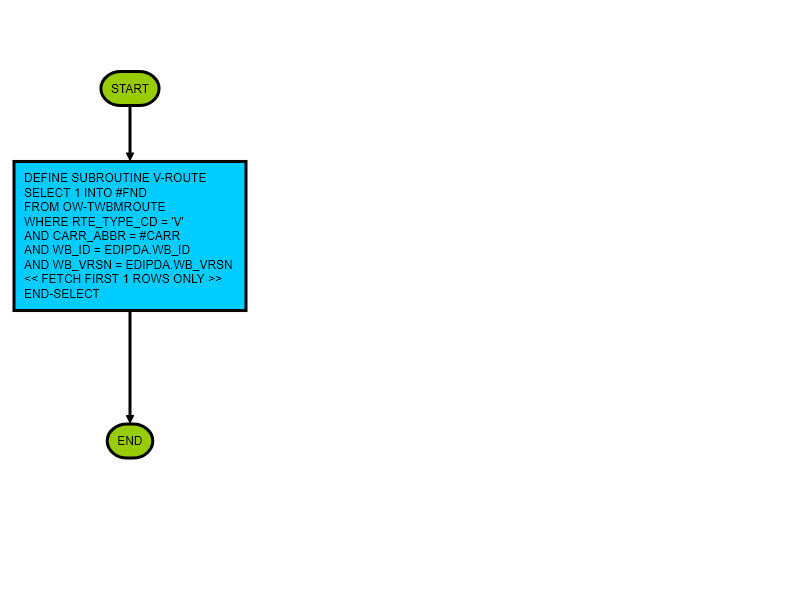 START
DEFINE SUBROUTINE V-ROUTE
SELECT 1 INTO #FND
FROM OW-TWBMROUTE
WHERE RTE_TYPE_CD = 'V'
AND CARR_ABBR = #CARR
AND WB_ID = EDIPDA.WB_ID
AND WB_VRSN = EDIPDA.WB_VRSN
<< FETCH FIRST 1 ROWS ONLY >>
END-SELECT
END